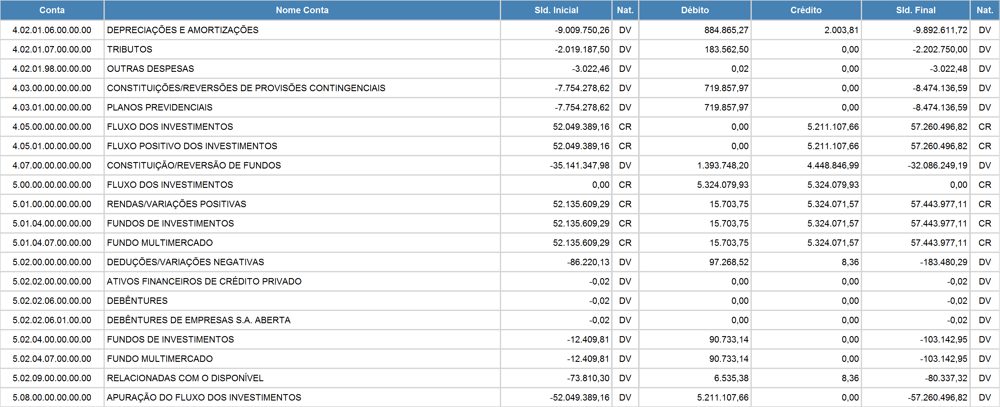 Conta Nome Conta Sld. Inicial Nat. Débito Crédito Sld. Final Nat.
4.02.01.06.00.00.00 DEPRECIAÇÕES E AMORTIZAÇÕES -9.009.750,26 DV 884.865,27 2.003,81 -9.892.611,72 DV
4.02.01.07.00.00.00 TRIBUTOS -2.019.187,50 DV 183.562,50 0,00 -2.202.750,00 DV
4.02.01.98.00.00.00 OUTRAS DESPESAS -3.022,46 DV 0,02 0,00 -3.022,48 DV
4.03.00.00.00.00.00 CONSTITUIÇÕES/REVERSÕES DE PROVISÕES CONTINGENCIAIS -7.754.278,62 DV 719.857,97 0,00 -8.474.136,59 DV
4.03.01.00.00.00.00 PLANOS PREVIDENCIAIS -7.754.278,62 DV 719.857,97 0,00 -8.474.136,59 DV
4.05.00.00.00.00.00 FLUXO DOS INVESTIMENTOS 52.049.389,16 CR 0,00 5.211.107,66 57.260.496,82 CR
4.05.01.00.00.00.00 FLUXO POSITIVO DOS INVESTIMENTOS 52.049.389,16 CR 0,00 5.211.107,66 57.260.496,82 CR
4.07.00.00.00.00.00 CONSTITUIÇÃO/REVERSÃO DE FUNDOS -35.141.347,98 DV 1.393.748,20 4.448.846,99 -32.086.249,19 DV
5.00.00.00.00.00.00 FLUXO DOS INVESTIMENTOS 0,00 CR 5.324.079,93 5.324.079,93 0,00 CR
5.01.00.00.00.00.00 RENDAS/VARIAÇÕES POSITIVAS 52.135.609,29 CR 15.703,75 5.324.071,57 57.443.977,11 CR
5.01.04.00.00.00.00 FUNDOS DE INVESTIMENTOS 52.135.609,29 CR 15.703,75 5.324.071,57 57.443.977,11 CR
5.01.04.07.00.00.00 FUNDO MULTIMERCADO 52.135.609,29 CR 15.703,75 5.324.071,57 57.443.977,11 CR
5.02.00.00.00.00.00 DEDUÇÕES/VARIAÇÕES NEGATIVAS -86.220,13 DV 97.268,52 8,36 -183.480,29 DV
5.02.02.00.00.00.00 ATIVOS FINANCEIROS DE CRÉDITO PRIVADO -0,02 DV 0,00 0,00 -0,02 DV
5.02.02.06.00.00.00 DEBÊNTURES -0,02 DV 0,00 0,00 -0,02 DV
5.02.02.06.01.00.00 DEBÊNTURES DE EMPRESAS S.A. ABERTA -0,02 DV 0,00 0,00 -0,02 DV
5.02.04.00.00.00.00 FUNDOS DE INVESTIMENTOS -12.409,81 DV 90.733,14 0,00 -103.142,95 DV
5.02.04.07.00.00.00 FUNDO MULTIMERCADO -12.409,81 DV 90.733,14 0,00 -103.142,95 DV
5.02.09.00.00.00.00 RELACIONADAS COM O DISPONÍVEL -73.810,30 DV 6.535,38 8,36 -80.337,32 DV
5.08.00.00.00.00.00 APURAÇÃO DO FLUXO DOS INVESTIMENTOS -52.049.389,16 DV 5.211.107,66 0,00 -57.260.496,82 DV